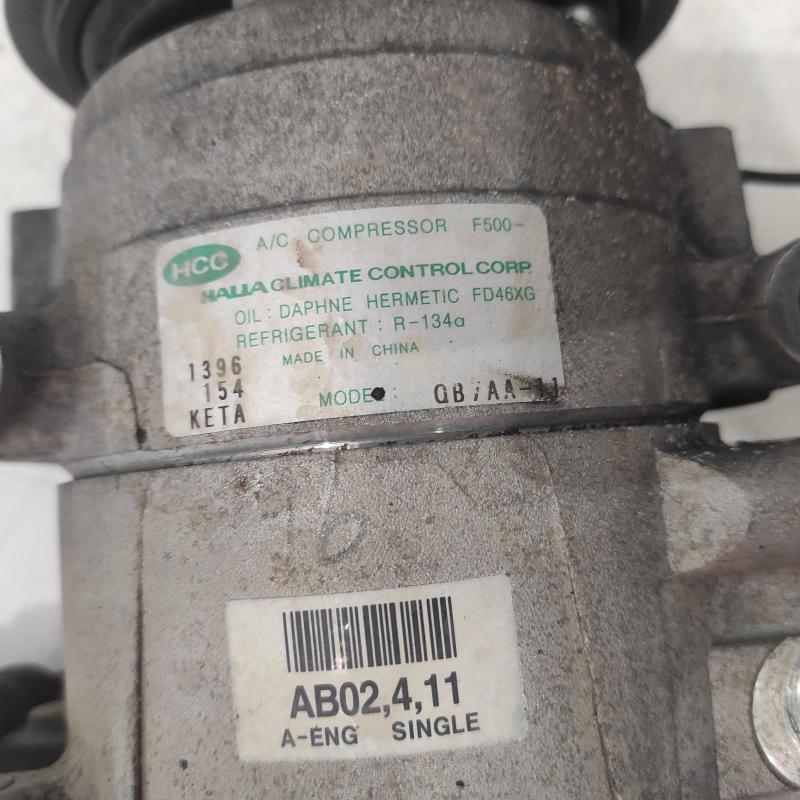 A/C COMPRESSOR F500-
HCC
HALLA CLIMATE CONTROL CORP.
OIL : DAPHNE HERMETIC FD46XG
REFRIGERANT : R-134a
MADE IN CHINA
1396
154
KETA
MODE :
AB02,4,11
A-ENG SINGLE